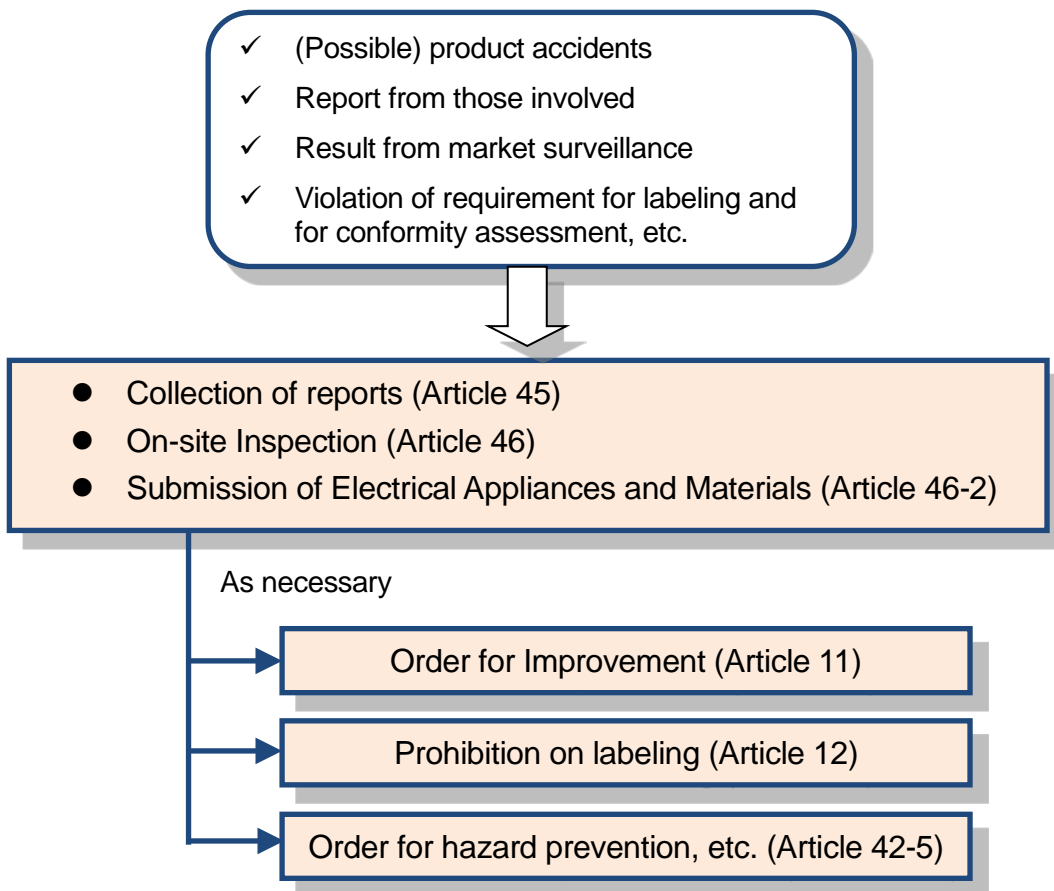 ✓ (Possible) product accidents
✓ Report from those involved
✓ Result from market surveillance
✓ Violation of requirement for labeling and
for conformity assessment, etc.
● Collection of reports (Article 45)
● On-site Inspection (Article 46)
● Submission of Electrical Appliances and Materials (Article 46-2)
As necessary
Order for Improvement (Article 11)
Prohibition on labeling (Article 12)
Order for hazard prevention, etc. (Article 42-5)